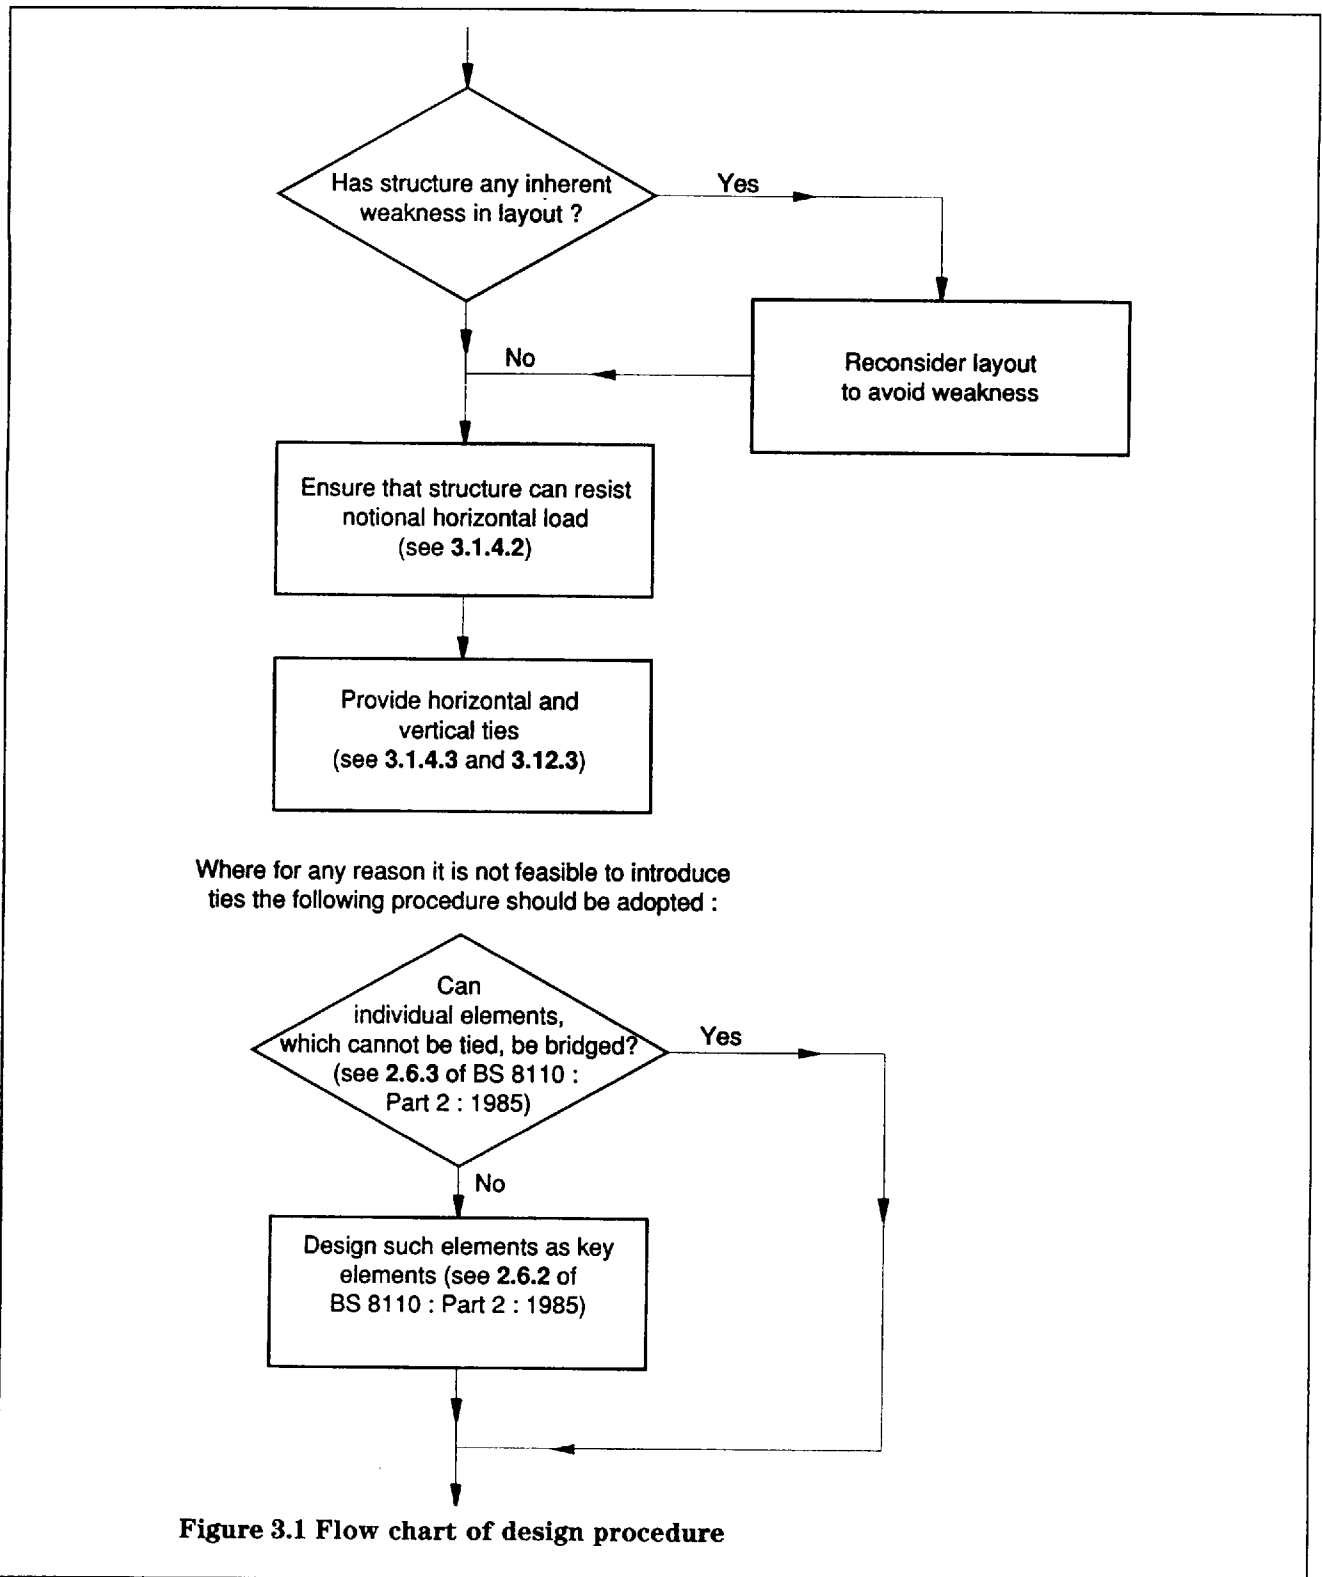 Has structure any inherent
weakness in layout ?
Yes
Reconsider layout
to avoid weakness
No
Ensure that structure can resist
notional horizontal load
(see 3.1.4.2)
Provide horizontal and
vertical ties
(see 3.1.4.3 and 3.12.3)
Where for any reason it is not feasible to introduce
ties the following procedure should be adopted :
Can
individual elements,
which cannot be tied, be bridged?
(see 2.6.3 of BS 8110 :
Part 2 : 1985)
Yes
No
Design such elements as key
elements (see 2.6.2 of
BS 8110 : Part 2 : 1985)
Figure 3.1 Flow chart of design procedure